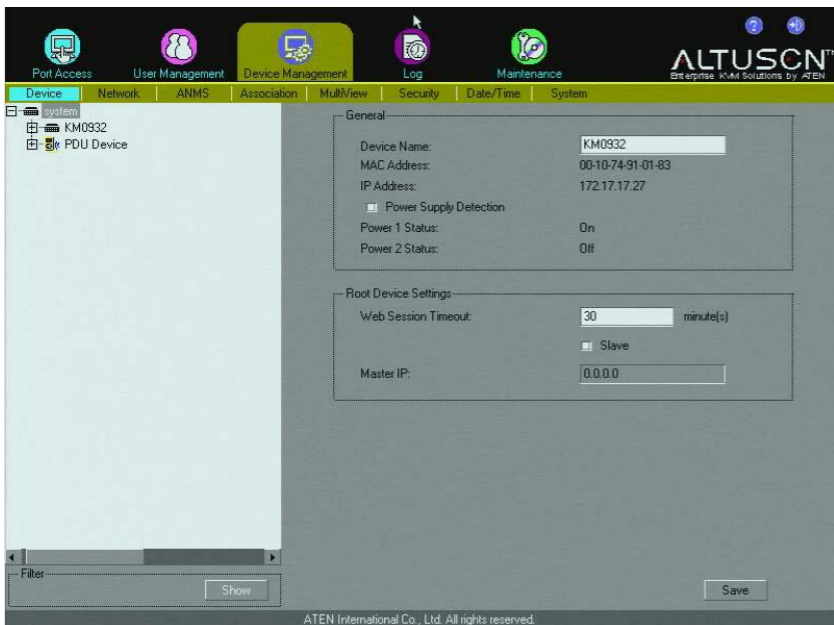 Port Access
User Management
Device Management
Log
Maintenance
ALTUSCN™
Enterprise KVM Solutions by ATEN
Device
Network
ANMS
Association
MultiView
Security
Date/Time
System
system
KM0932
PDU Device
General
Device Name: KM0932
MAC Address: 00-10-74-91-01-83
IP Address: 172.17.17.27
Power Supply Detection
Power 1 Status: On
Power 2 Status: Off
Root Device Settings
Web Session Timeout: 30 minute(s)
Slave
Master IP: 0.0.0.0
Filter
Show
Save
ATEN International Co., Ltd. All rights reserved.